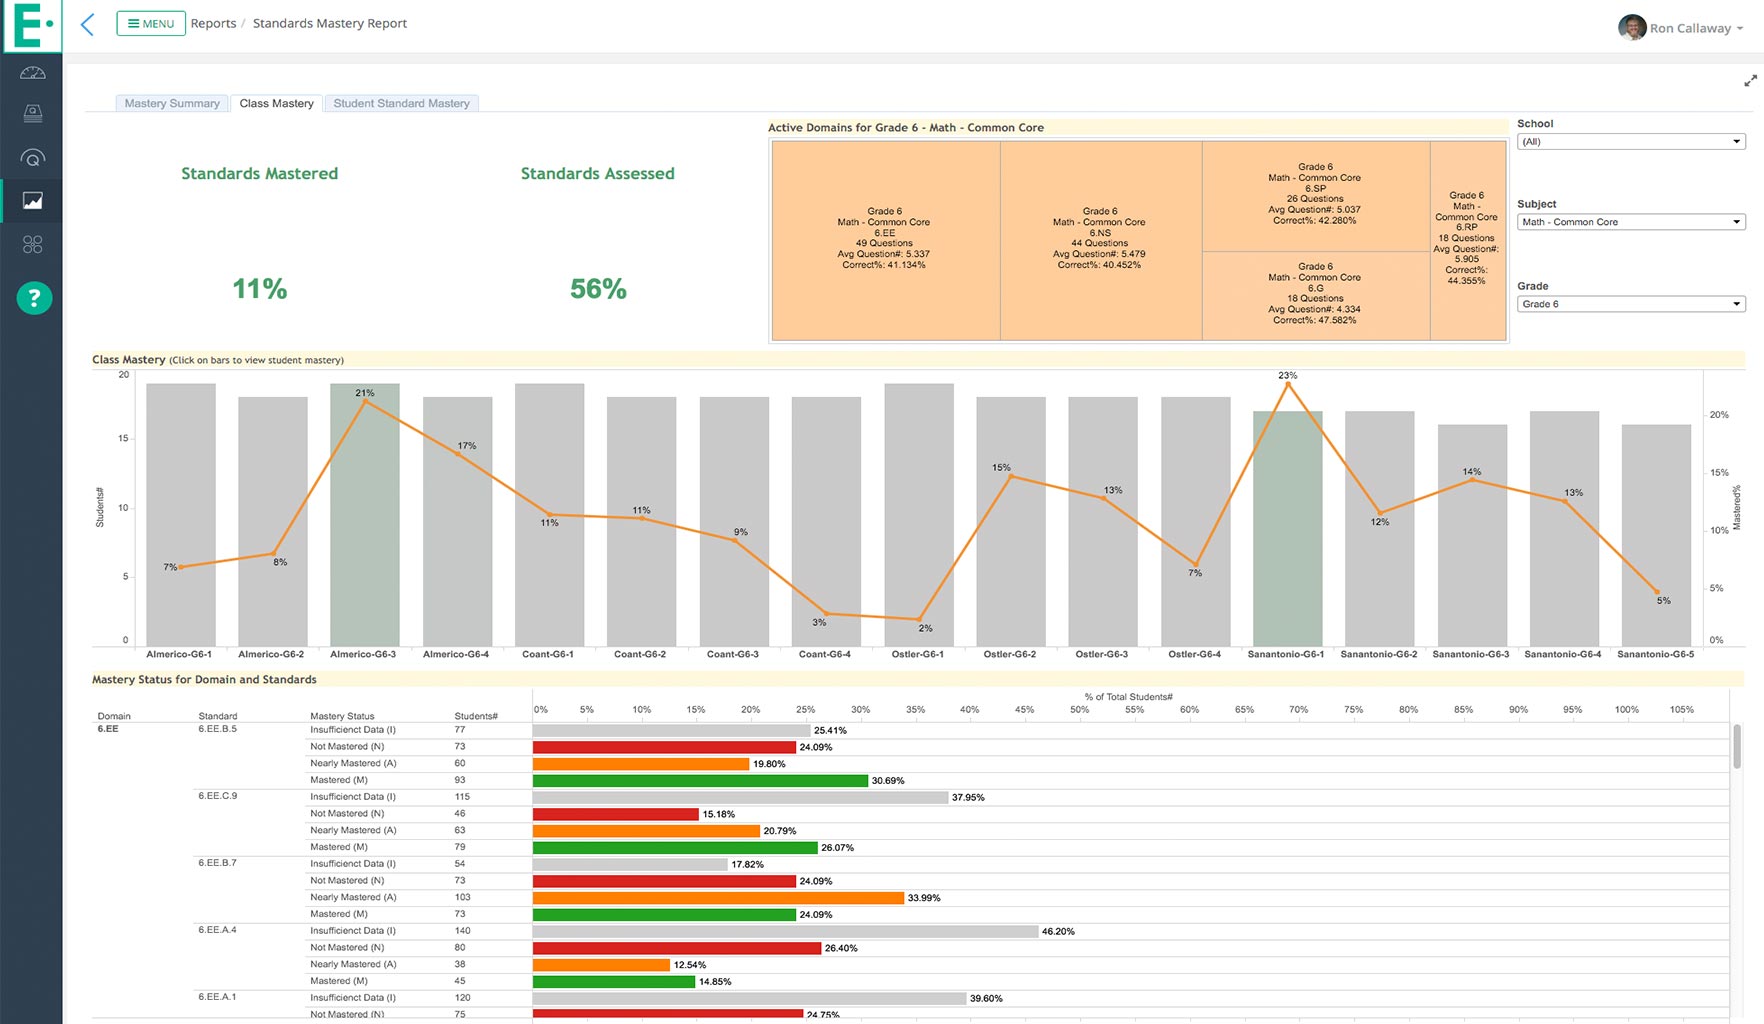 E
MENU
Reports / Standards Mastery Report
Ron Callaway
Mastery Summary
Class Mastery
Student Standard Mastery
Standards Mastered
11%
Standards Assessed
56%
Active Domains for Grade 6 - Math - Common Core
Grade 6
Math - Common Core
6.EE
49 Questions
Avg Question#: 5.337
Correct%: 41.134%
Grade 6
Math - Common Core
6.NS
44 Questions
Avg Question#: 5.479
Correct%: 40.452%
Grade 6
Math - Common Core
6.SP
26 Questions
Avg Question#: 5.037
Correct%: 42.280%
Grade 6
Math - Common Core
6.G
18 Questions
Avg Question#: 4.334
Correct%: 47.582%
Grade 6
Math -
Common Core
6.RP
18 Questions
Avg Question#:
5.905
Correct%:
44.355%
School
(All)
Subject
Math - Common Core
Grade
Grade 6
?
Class Mastery (Click on bars to view student mastery)
Students#
20
15
10
5
0
7%
8%
21%
17%
11%
11%
9%
3%
2%
15%
13%
7%
23%
12%
14%
13%
5%
20%
15%
10%
5%
0%
Mastered%
Almerico-G6-1 Almerico-G6-2 Almerico-G6-3 Almerico-G6-4 Coant-G6-1 Coant-G6-2 Coant-G6-3 Coant-G6-4 Ostler-G6-1 Ostler-G6-2 Ostler-G6-3 Ostler-G6-4 Sanantonio-G6-1 Sanantonio-G6-2 Sanantonio-G6-3 Sanantonio-G6-4 Sanantonio-G6-5
Mastery Status for Domain and Standards
% of Total Students#
Domain Standard Mastery Status Students# 0% 5% 10% 15% 20% 25% 30% 35% 40% 45% 50% 55% 60% 65% 70% 75% 80% 85% 90% 95% 100% 105%
6.EE 6.EE.B.5 Insufficienct Data (I) 77 25.41%
Not Mastered (N) 73 24.09%
Nearly Mastered (A) 60 19.80%
Mastered (M) 93 30.69%
6.EE.C.9 Insufficienct Data (I) 115 37.95%
Not Mastered (N) 46 15.18%
Nearly Mastered (A) 63 20.79%
Mastered (M) 79 26.07%
6.EE.B.7 Insufficienct Data (I) 54 17.82%
Not Mastered (N) 73 24.09%
Nearly Mastered (A) 103 33.99%
Mastered (M) 73 24.09%
6.EE.A.4 Insufficienct Data (I) 140 46.20%
Not Mastered (N) 80 26.40%
Nearly Mastered (A) 38 12.54%
Mastered (M) 45 14.85%
6.EE.A.1 Insufficienct Data (I) 120 39.60%
Not Mastered (N) 75 24.75%